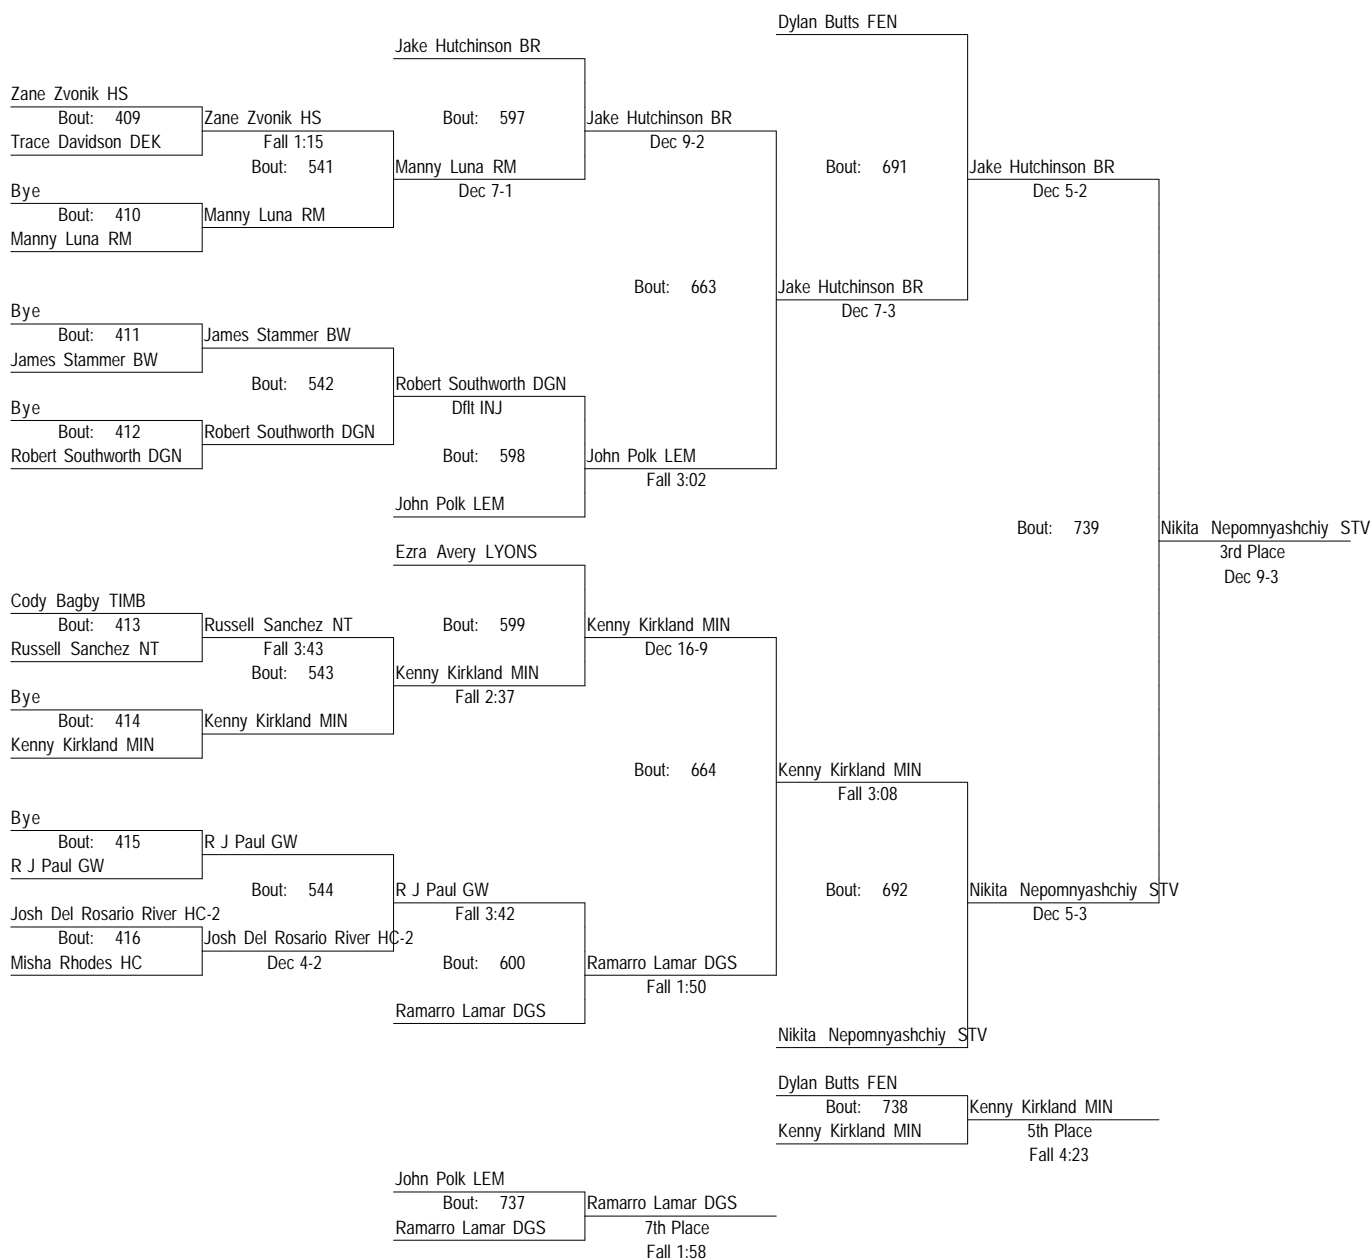 Dylan Butts FEN
Jake Hutchinson BR
Zane Zvonik HS
Bout: 409
Zane Zvonik HS
Bout: 597
Jake Hutchinson BR
Trace Davidson DEK
Fall 1:15
Dec 9-2
Bout: 541
Manny Luna RM
Bout: 691
Jake Hutchinson BR
Bye
Dec 7-1
Dec 5-2
Bout: 410
Manny Luna RM
Manny Luna RM
Bout: 663
Jake Hutchinson BR
Bye
Dec 7-3
Bout: 411
James Stammer BW
James Stammer BW
Bout: 542
Robert Southworth DGN
Bye
Dflt INJ
Bout: 412
Robert Southworth DGN
Robert Southworth DGN
Bout: 598
John Polk LEM
Fall 3:02
John Polk LEM
Bout: 739
Nikita Nepomnyashchiy STV
Ezra Avery LYONS
3rd Place
Dec 9-3
Cody Bagby TIMB
Bout: 413
Russell Sanchez NT
Bout: 599
Kenny Kirkland MIN
Russell Sanchez NT
Fall 3:43
Dec 16-9
Bout: 543
Kenny Kirkland MIN
Bye
Fall 2:37
Bout: 414
Kenny Kirkland MIN
Kenny Kirkland MIN
Bout: 664
Kenny Kirkland MIN
Fall 3:08
Bye
Bout: 415
R J Paul GW
R J Paul GW
Bout: 544
R J Paul GW
Bout: 692
Nikita Nepomnyashchiy STV
Josh Del Rosario River HC-2
Fall 3:42
Dec 5-3
Bout: 416
Josh Del Rosario River HC-2
Misha Rhodes HC
Dec 4-2
Bout: 600
Ramarro Lamar DGS
Fall 1:50
Ramarro Lamar DGS
Nikita Nepomnyashchiy STV
Dylan Butts FEN
Bout: 738
Kenny Kirkland MIN
Kenny Kirkland MIN
5th Place
Fall 4:23
John Polk LEM
Bout: 737
Ramarro Lamar DGS
Ramarro Lamar DGS
7th Place
Fall 1:58